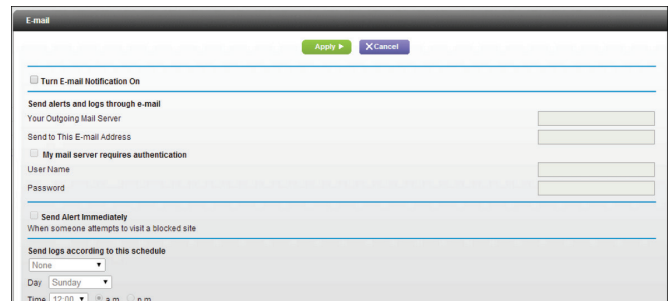 E-mail
Apply ▶ X Cancel
Turn E-mail Notification On
Send alerts and logs through e-mail
Your Outgoing Mail Server
Send to This E-mail Address
My mail server requires authentication
User Name
Password
Send Alert Immediately
When someone attempts to visit a blocked site
Send logs according to this schedule
None
Day Sunday
Time 12:00 a.m. p.m.